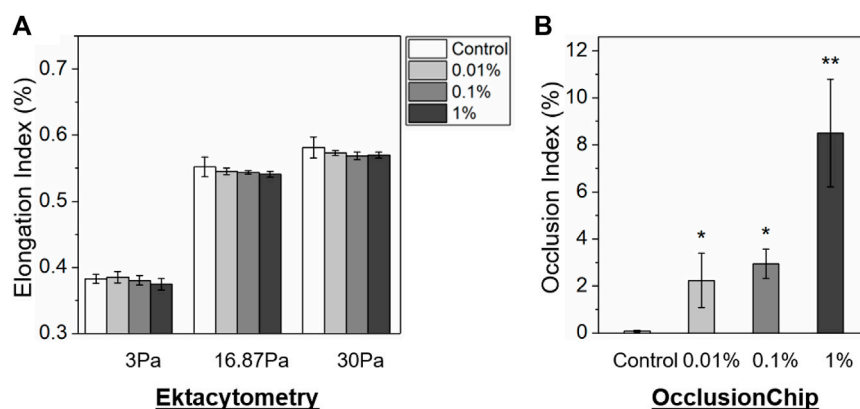 A
Elongation Index (%)
0.7
0.6
0.5
0.4
0.3
3Pa 16.87Pa 30Pa
Ektacytometry
Control
0.01%
0.1%
1%
B
Occlusion Index (%)
12
10
8
6
4
2
0
*
*
**
Control 0.01% 0.1% 1%
OcclusionChip